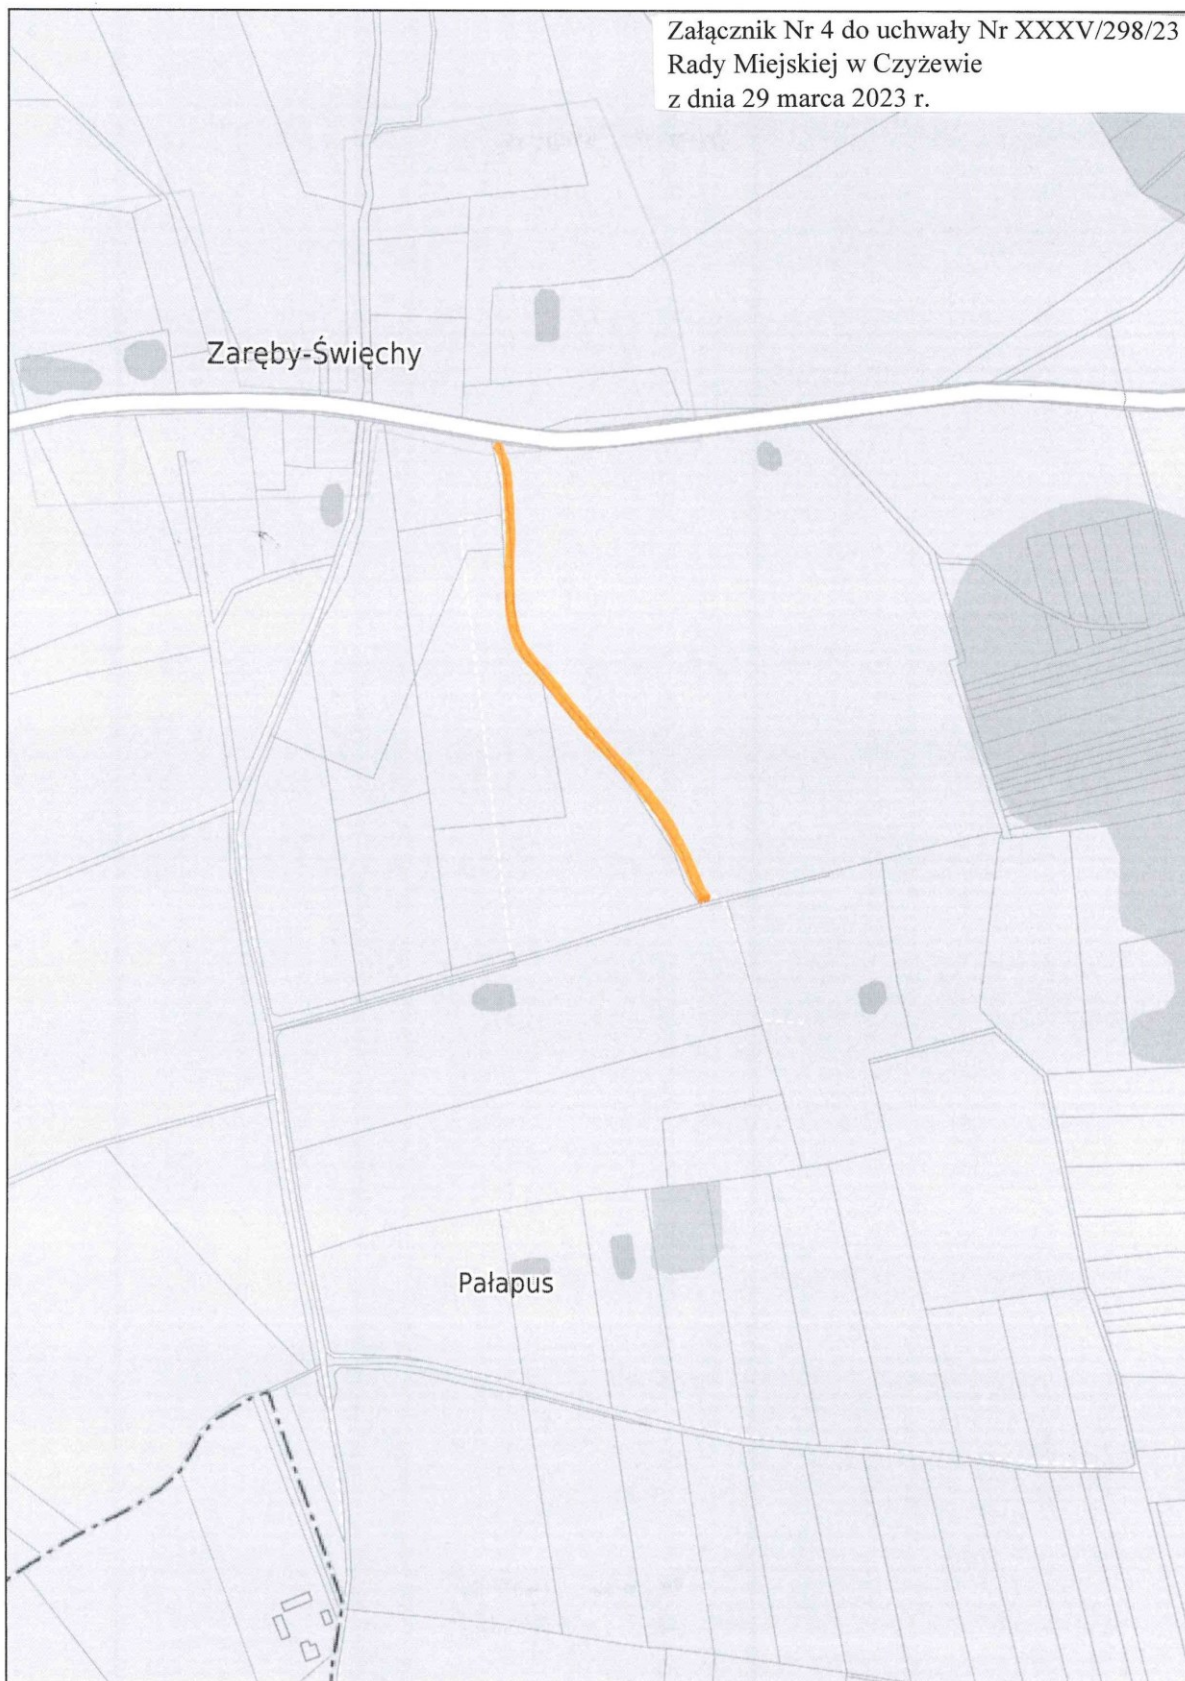 Załącznik Nr 4 do uchwały Nr XXXV/298/23
Rady Miejskiej w Czyżewie
z dnia 29 marca 2023 r.
Zaręby-Święchy
Pałapus